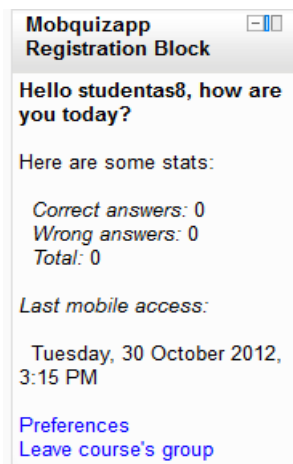 Mobquizapp
Registration Block
Hello studentas8, how are
you today?
Here are some stats:
Correct answers: 0
Wrong answers: 0
Total: 0
Last mobile access:
Tuesday, 30 October 2012,
3:15 PM
Preferences
Leave course's group